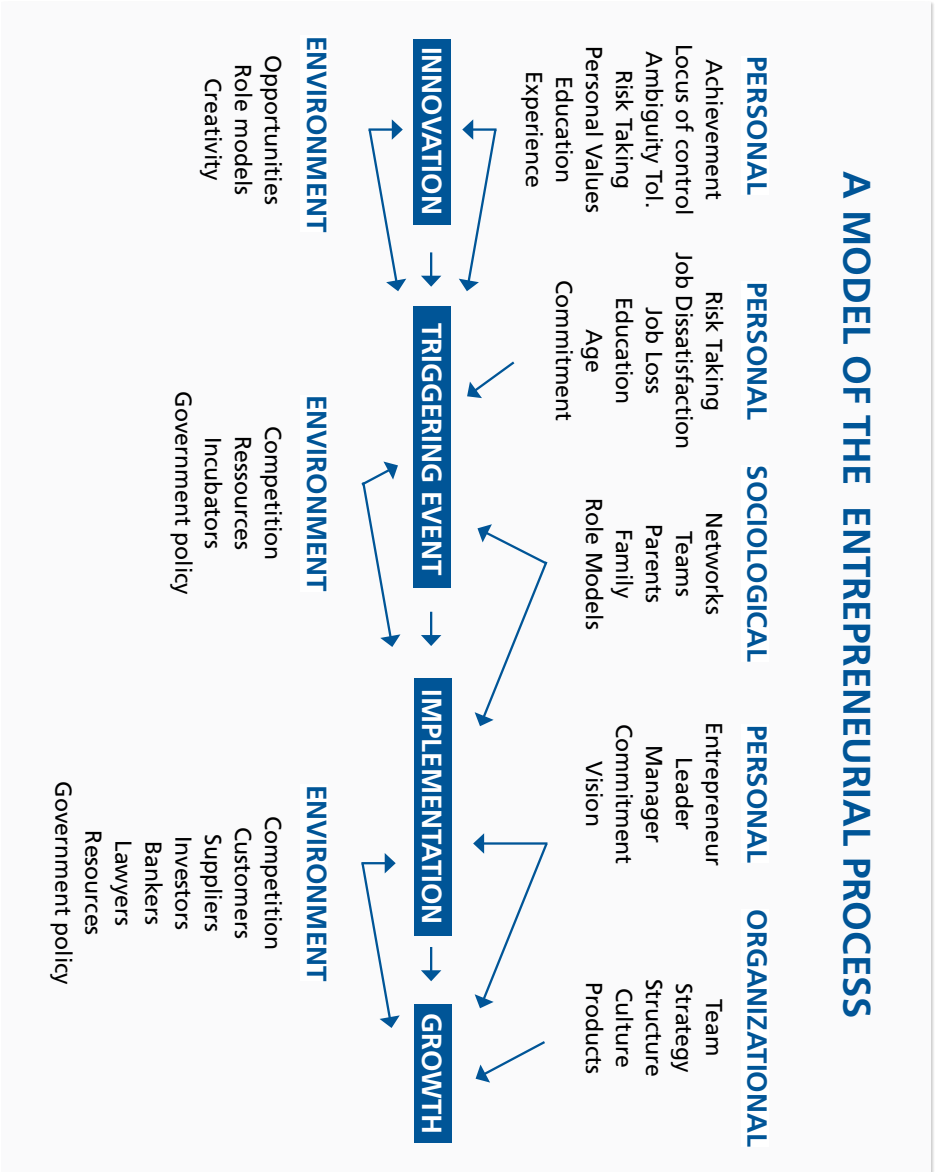 A MODEL OF THE ENTREPRENEURIAL PROCESS
PERSONAL
Achievement
Locus of control
Ambiguity Tol.
Risk Taking
Personal Values
Education
Experience
PERSONAL
Risk Taking
Job Dissatisfaction
Job Loss
Education
Age
Commitment
SOCIOLOGICAL
Networks
Teams
Parents
Family
Role Models
PERSONAL
Entrepreneur
Leader
Manager
Commitment
Vision
ORGANIZATIONAL
Team
Strategy
Structure
Culture
Products
INNOVATION
TRIGGERING EVENT
IMPLEMENTATION
GROWTH
ENVIRONMENT
Opportunities
Role models
Creativity
ENVIRONMENT
Competition
Ressources
Incubators
Government policy
ENVIRONMENT
Competition
Customers
Suppliers
Investors
Bankers
Lawyers
Resources
Government policy